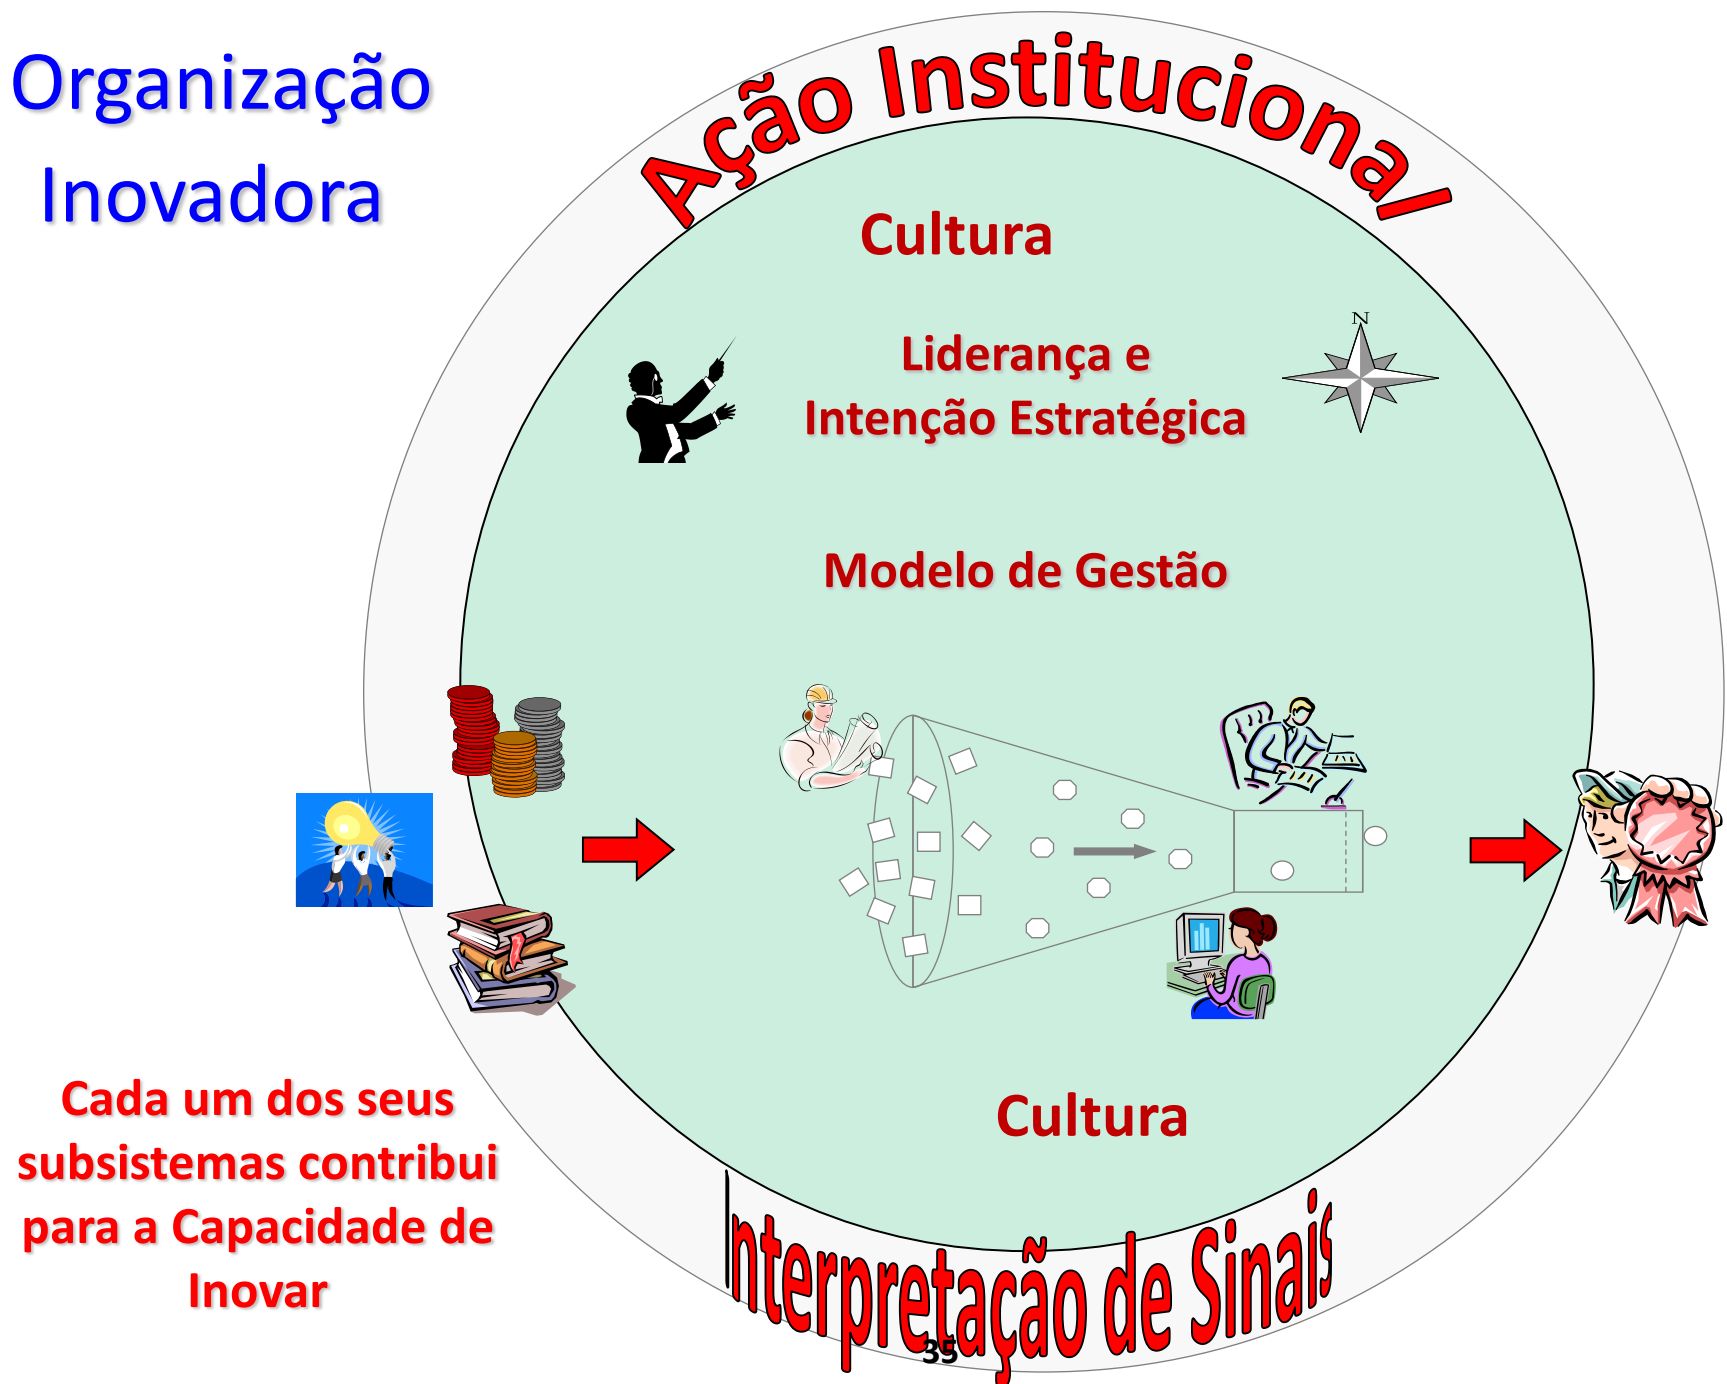 Organização
Inovadora
Ação Institucional
Cultura
N
Liderança e
Intenção Estratégica
Modelo de Gestão
Cultura
Cada um dos seus
subsistemas contribui
para a Capacidade de
Inovar
Interpretação de Sinais
35